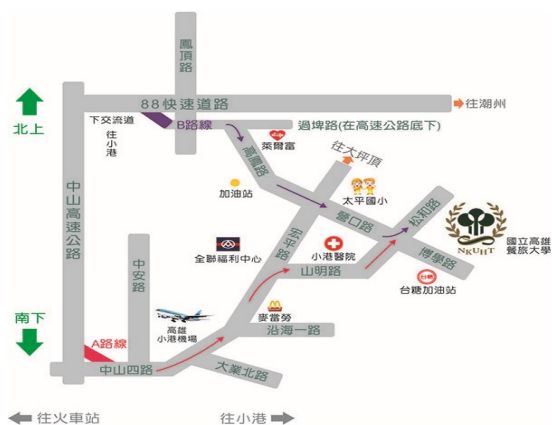 鳳頂路
88快速道路
往潮州
北上
下交流道
往小港
B路線
過埤路(在高速公路底下)
萊爾富
高鳳路
往大坪頂
加油站
太平國小
松和路
營口路
中山高速公路
NKUHT
國立高雄
餐旅大學
博學路
全聯福利中心
宏平路
小港醫院
山明路
台糖
台糖加油站
中安路
麥當勞
南下
高雄
小港機場
沿海一路
A路線
中山四路
大業北路
往火車站
往小港